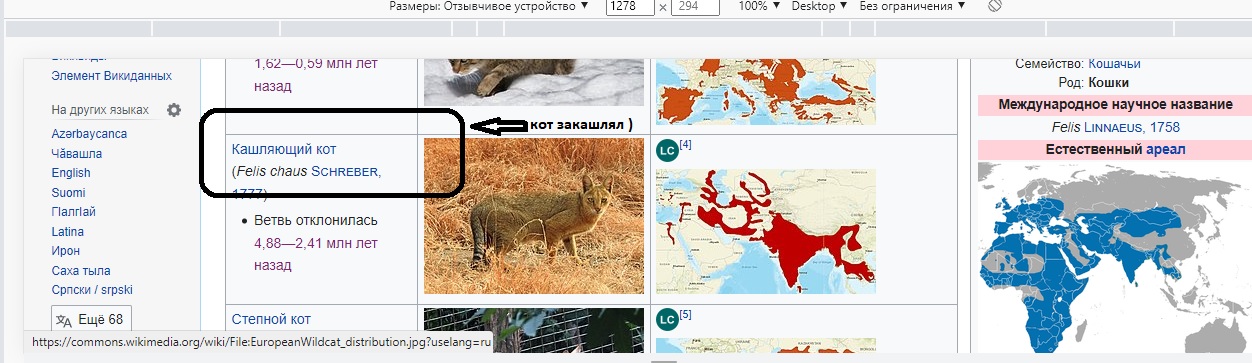 Размеры: Отзывчивое устройство ▼ 1278 × 294 100% ▼ Desktop ▼ Без ограничения ▼
Элемент Викиданных
На других языках
Azərbaycanca
Чӑвашла
English
Suomi
ГӀалгӀай
Latina
Ирон
Саха тыла
Српски / srpski
Ещё 68
https://commons.wikimedia.org/wiki/File:EuropeanWildcat_distribution.jpg?uselang=ru
1,62—0,59 млн лет
назад
кот закашлял )
Кашляющий кот
(Felis chaus SCHREBER,
1777)
• Ветвь отклонилась
4,88—2,41 млн лет
назад
LC [4]
Степной кот
LC [5]
Семейство: Кошачьи
Род: Кошки
Международное научное название
Felis LINNAEUS, 1758
Естественный ареал